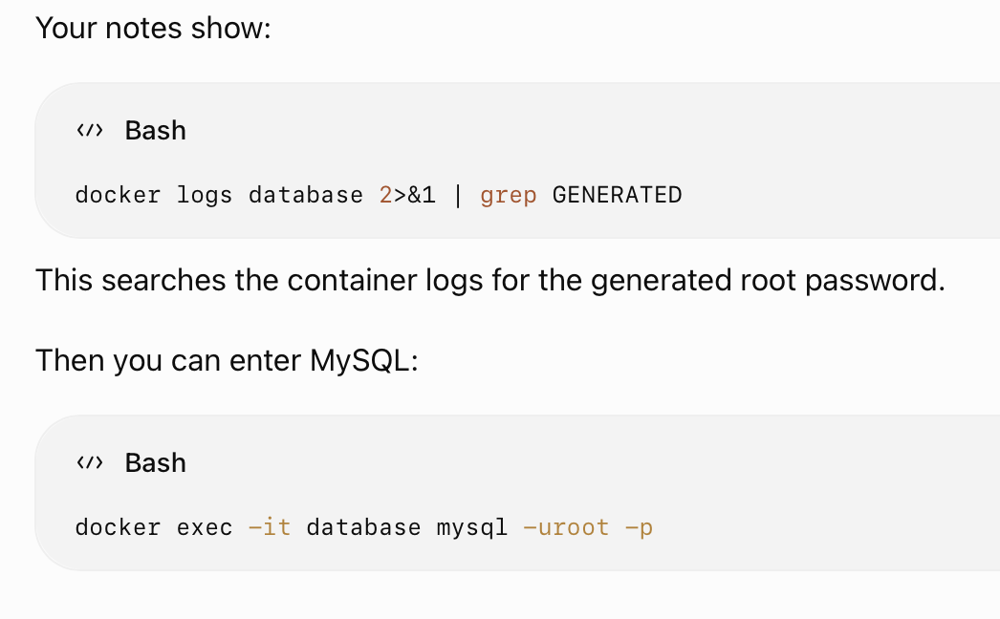 Your notes show:
Bash
docker logs database 2>&1 | grep GENERATED
This searches the container logs for the generated root password.
Then you can enter MySQL:
Bash
docker exec -it database mysql -uroot -p